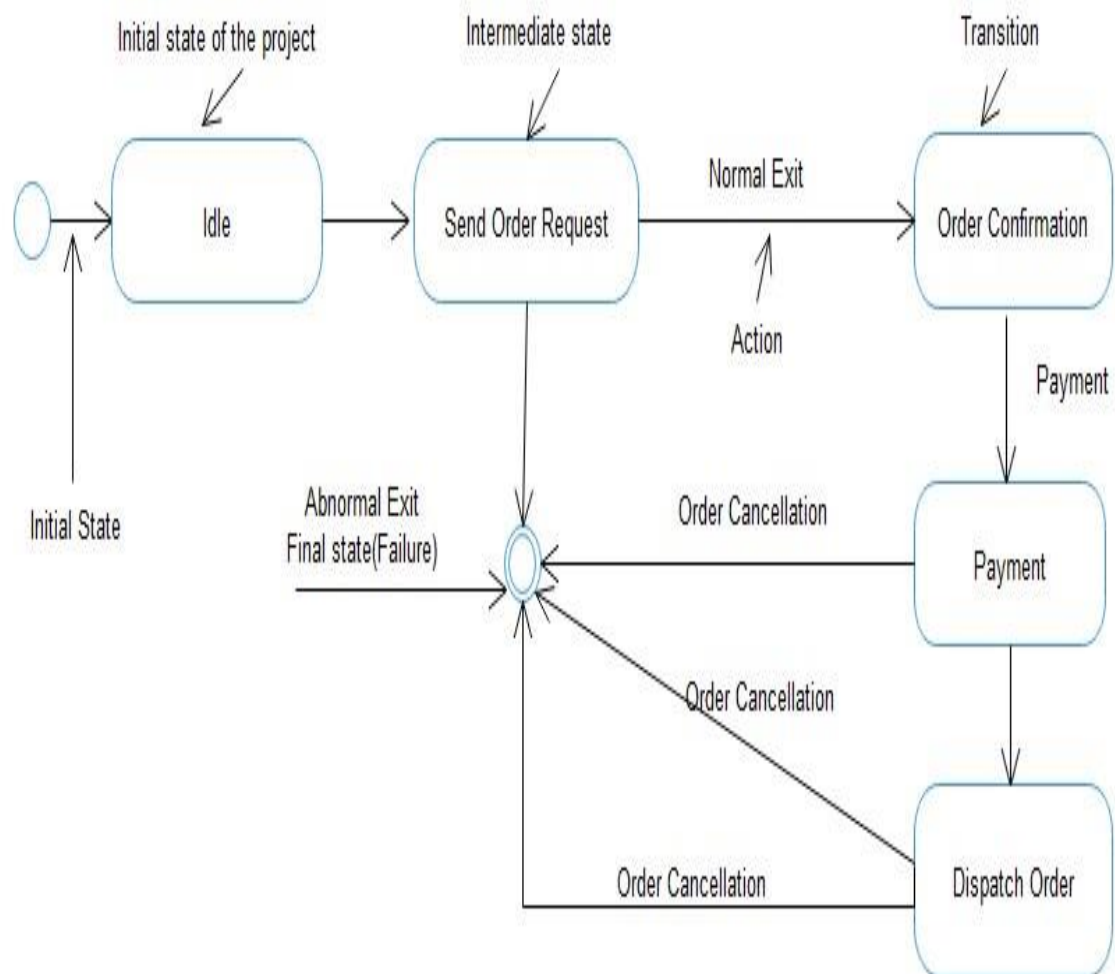 Initial state of the project
Intermediate state
Transition
Idle
Send Order Request
Normal Exit
Order Confirmation
Action
Payment
Initial State
Abnormal Exit
Final state(Failure)
Order Cancellation
Payment
Order Cancellation
Order Cancellation
Dispatch Order